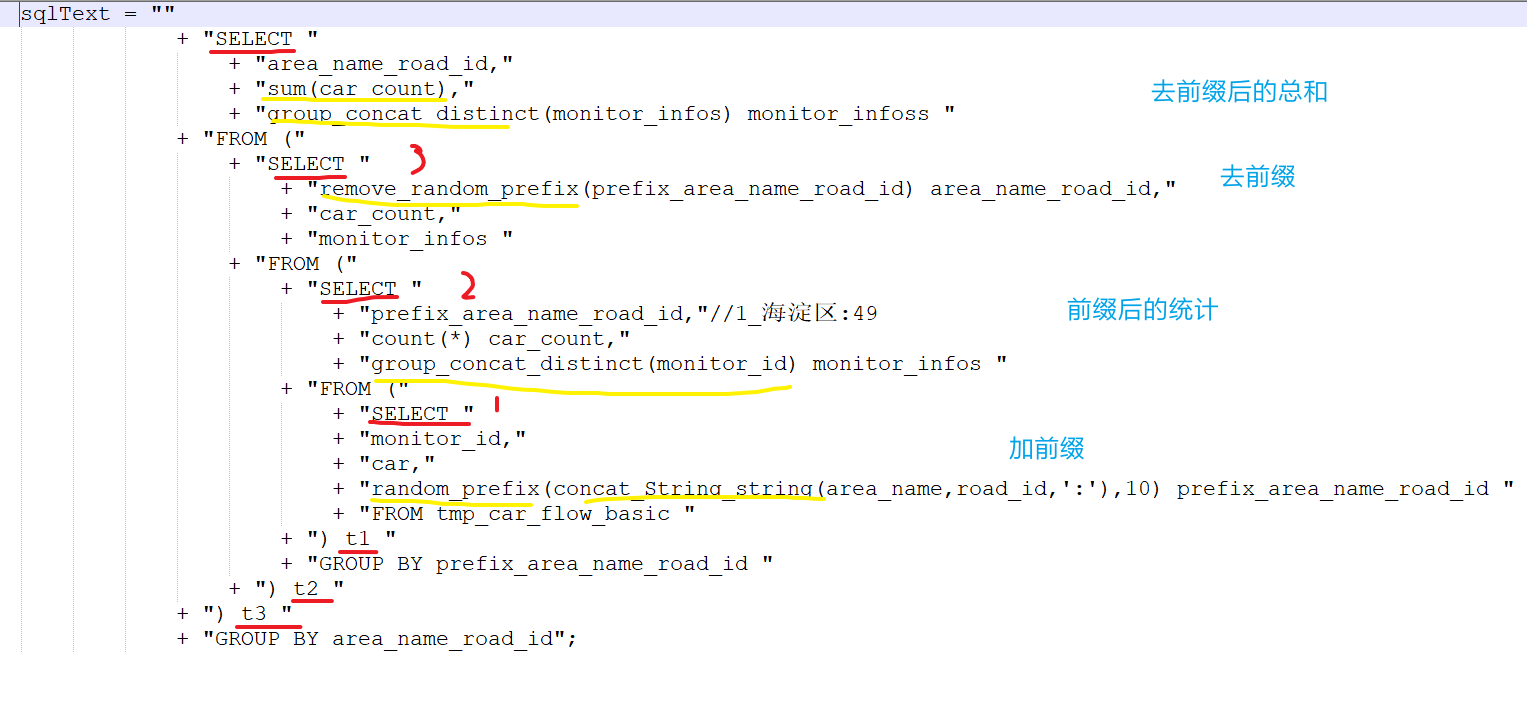 sqlText = ""
+ "SELECT "
+ "area_name_road_id,"
+ "sum(car_count)," 去前缀后的总和
+ "group_concat_distinct(monitor_infos) monitor_infoss "
+ "FROM ("
+ "SELECT " 3
+ "remove_random_prefix(prefix_area_name_road_id) area_name_road_id," 去前缀
+ "car_count,"
+ "monitor_infos "
+ "FROM ("
+ "SELECT " 2
+ "prefix_area_name_road_id,"//1_海淀区:49 前缀后的统计
+ "count(*) car_count,"
+ "group_concat_distinct(monitor_id) monitor_infos "
+ "FROM ("
+ "SELECT " 1
+ "monitor_id,"
+ "car," 加前缀
+ "random_prefix(concat_String_string(area_name,road_id,':'),10) prefix_area_name_road_id "
+ "FROM tmp_car_flow_basic "
+ ") t1 "
+ "GROUP BY prefix_area_name_road_id "
+ ") t2 "
+ ") t3 "
+ "GROUP BY area_name_road_id";